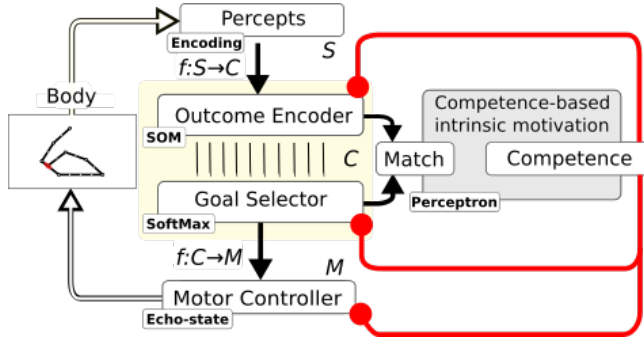 Percepts
Encoding
S
f:S→C
Body
Outcome Encoder
SOM
Competence-based
intrinsic motivation
C
Match
Competence
Goal Selector
Perceptron
SoftMax
f:C→M
M
Motor Controller
Echo-state